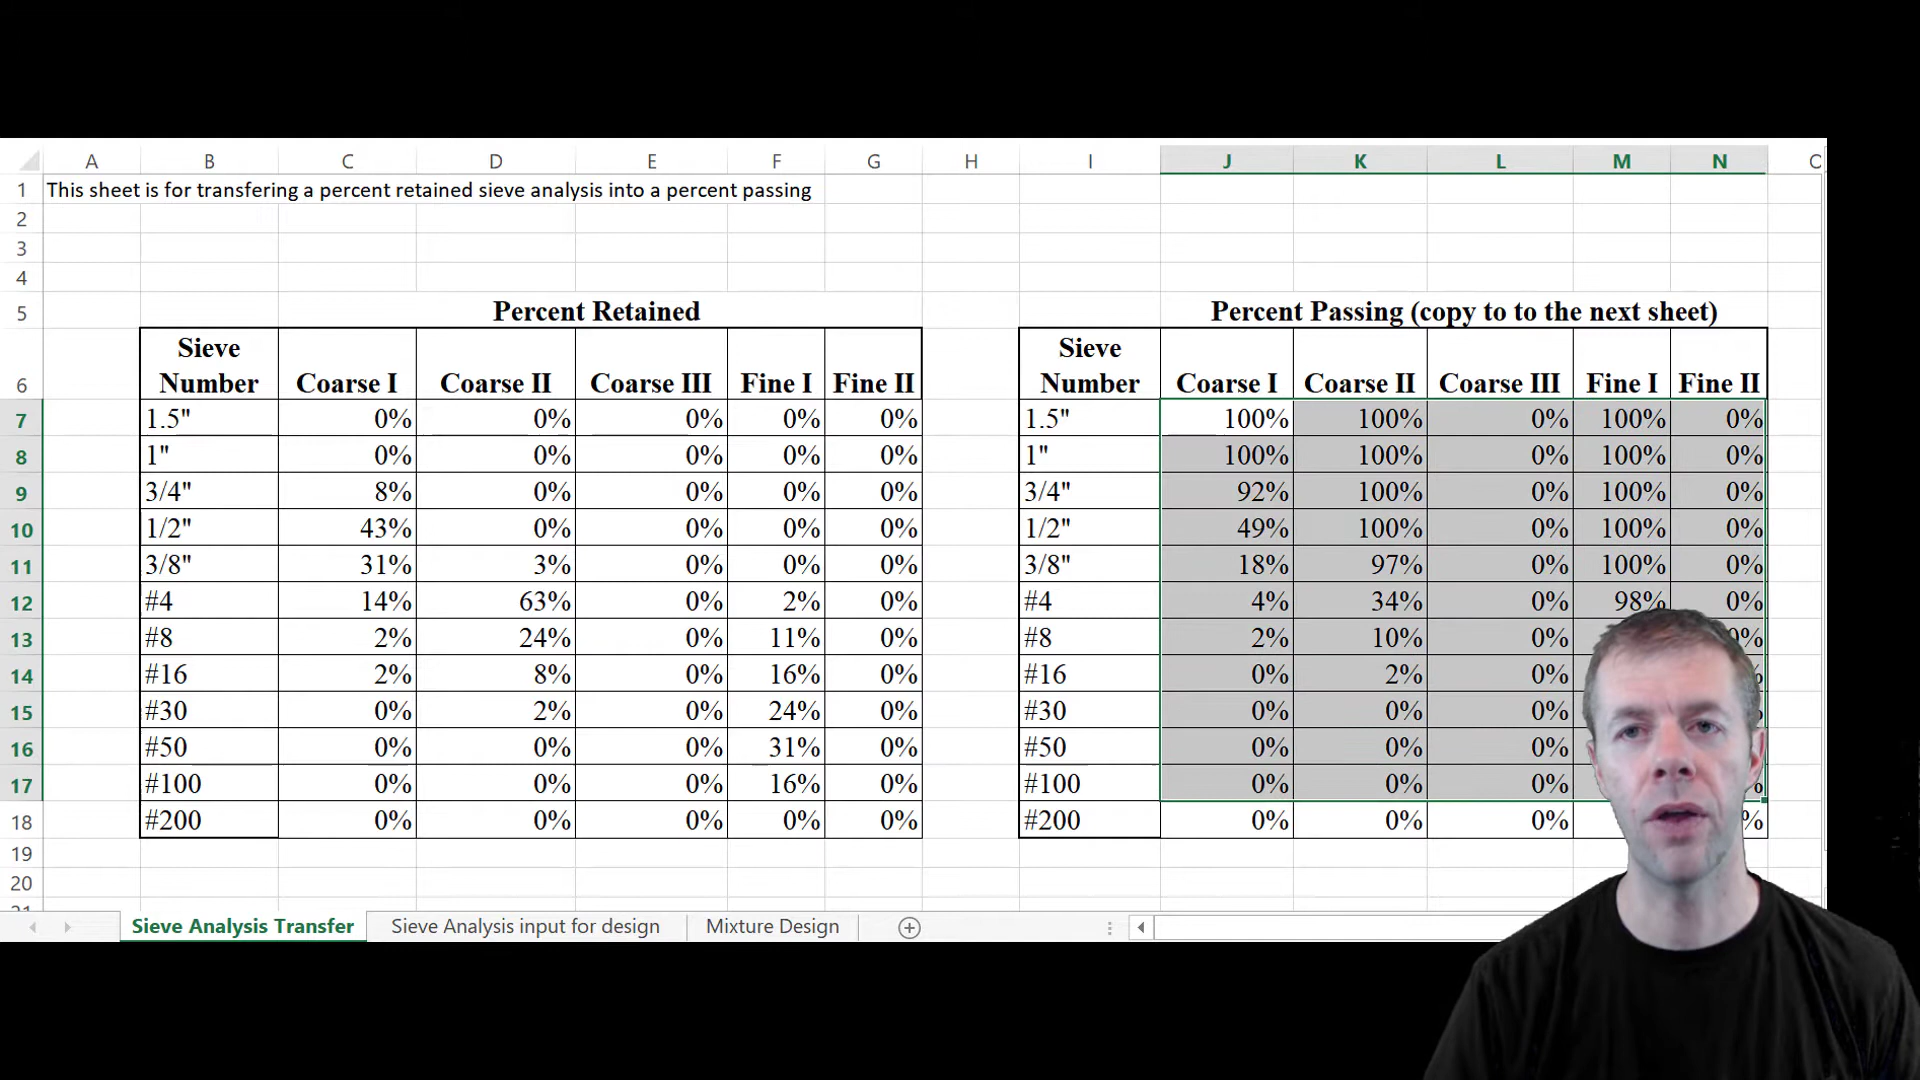 A B C D E F G H I J K L M N
1 This sheet is for transfering a percent retained sieve analysis into a percent passing
2
3
4
5 Percent Retained Percent Passing (copy to to the next sheet)
Sieve Sieve
6 Number Coarse I Coarse II Coarse III Fine I Fine II Number Coarse I Coarse II Coarse III Fine I Fine II
7 1.5" 0% 0% 0% 0% 0% 1.5" 100% 100% 0% 100% 0%
8 1" 0% 0% 0% 0% 0% 1" 100% 100% 0% 100% 0%
9 3/4" 8% 0% 0% 0% 0% 3/4" 92% 100% 0% 100% 0%
10 1/2" 43% 0% 0% 0% 0% 1/2" 49% 100% 0% 100% 0%
11 3/8" 31% 3% 0% 0% 0% 3/8" 18% 97% 0% 100% 0%
12 #4 14% 63% 0% 2% 0% #4 4% 34% 0% 98% 0%
13 #8 2% 24% 0% 11% 0% #8 2% 10% 0%
14 #16 2% 8% 0% 16% 0% #16 0% 2% 0%
15 #30 0% 2% 0% 24% 0% #30 0% 0% 0%
16 #50 0% 0% 0% 31% 0% #50 0% 0% 0%
17 #100 0% 0% 0% 16% 0% #100 0% 0% 0%
18 #200 0% 0% 0% 0% 0% #200 0% 0% 0%
19
20
Sieve Analysis Transfer Sieve Analysis input for design Mixture Design